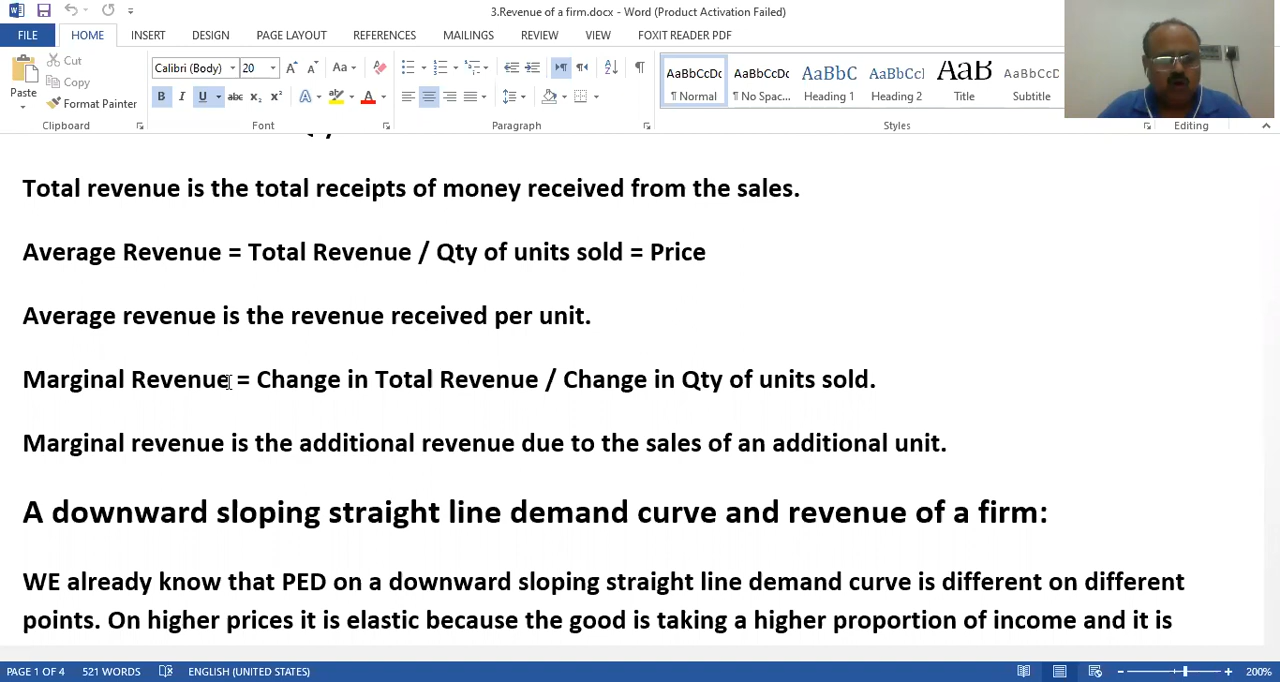 3.Revenue of a firm.docx - Word (Product Activation Failed)
FILE HOME INSERT DESIGN PAGE LAYOUT REFERENCES MAILINGS REVIEW VIEW FOXIT READER PDF
Cut
Copy
Paste
Format Painter
Calibri (Body) 20
AaBbCcDc AaBbCcDc AaBbC AaBbCcl AaB AaBbCcD
¶ Normal ¶ No Spac... Heading 1 Heading 2 Title Subtitle
Clipboard Font Paragraph Styles Editing
Total revenue is the total receipts of money received from the sales.
Average Revenue = Total Revenue / Qty of units sold = Price
Average revenue is the revenue received per unit.
Marginal Revenue = Change in Total Revenue / Change in Qty of units sold.
Marginal revenue is the additional revenue due to the sales of an additional unit.
A downward sloping straight line demand curve and revenue of a firm:
WE already know that PED on a downward sloping straight line demand curve is different on different
points. On higher prices it is elastic because the good is taking a higher proportion of income and it is
PAGE 1 OF 4 521 WORDS ENGLISH (UNITED STATES) 200%